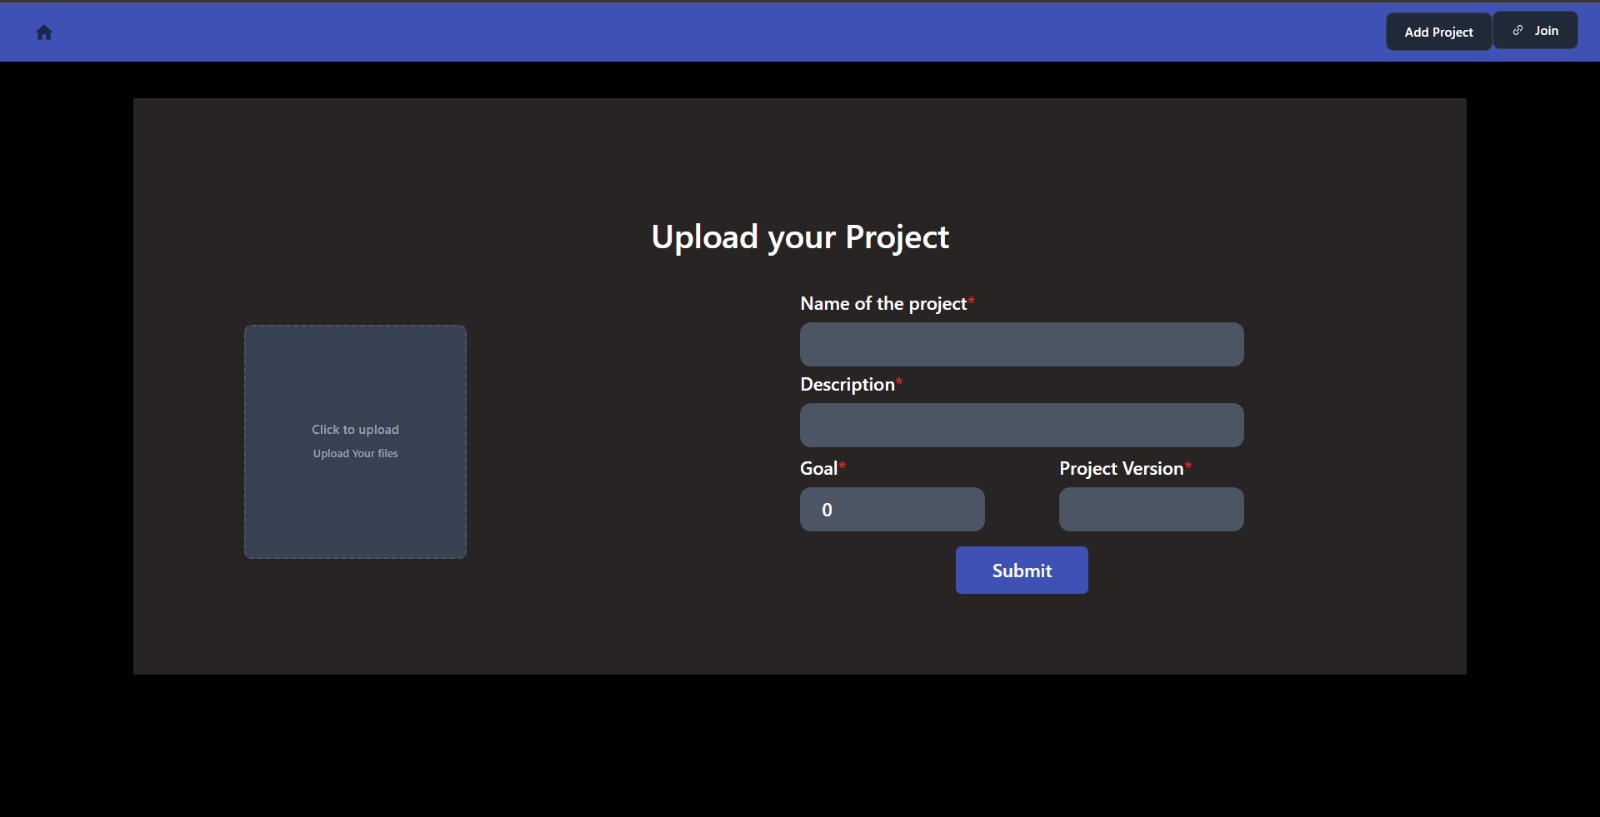 Add Project
Join
Upload your Project
Click to upload
Upload Your files
Name of the project*
Description*
Goal*
Project Version*
0
Submit